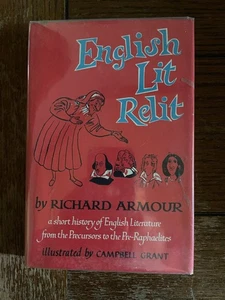 English
Lit
Relit
by RICHARD ARMOUR
a short history of English Literature
from the Precursors to the Pre-Raphaelites
illustrated by CAMPBELL GRANT